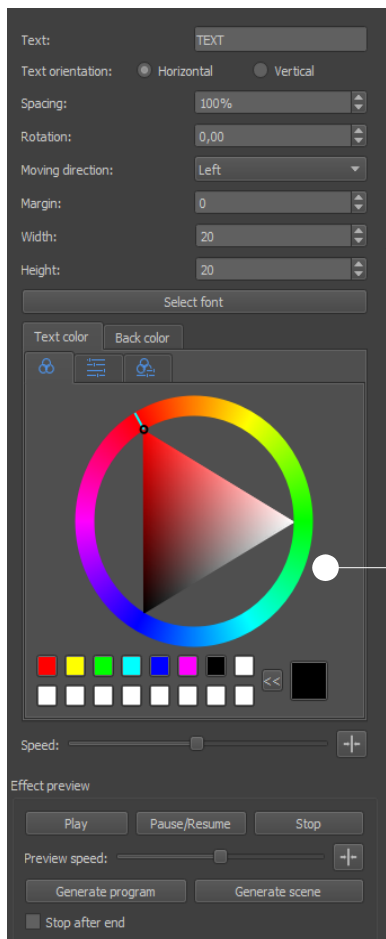 Text: TEXT
Text orientation: Horizontal Vertical
Spacing: 100%
Rotation: 0,00
Moving direction: Left
Margin: 0
Width: 20
Height: 20
Select font
Text color Back color
<<
Speed:
Effect preview
Play Pause/Resume Stop
Preview speed:
Generate program Generate scene
Stop after end